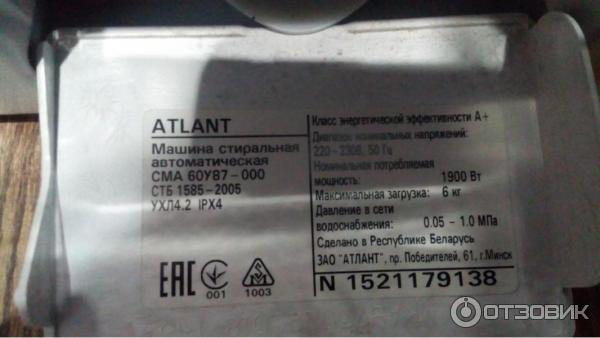 ATLANT
Машина стиральная
автоматическая
СМА 60У87-000
СТБ 1585-2005
УХЛ4.2 IPX4
EAC
001
1003
Класс энергетической эффективности A+
Диапазон номинальных напряжений:
220-230В, 50 Гц
Номинальная потребляемая
мощность: 1900 Вт
Максимальная загрузка: 6 кг
Давление в сети
водоснабжения: 0.05 - 1.0 МПа
Сделано в Республике Беларусь
ЗАО "АТЛАНТ", пр. Победителей, 61, г.Минск
N 1521179138
ОТЗОВИК